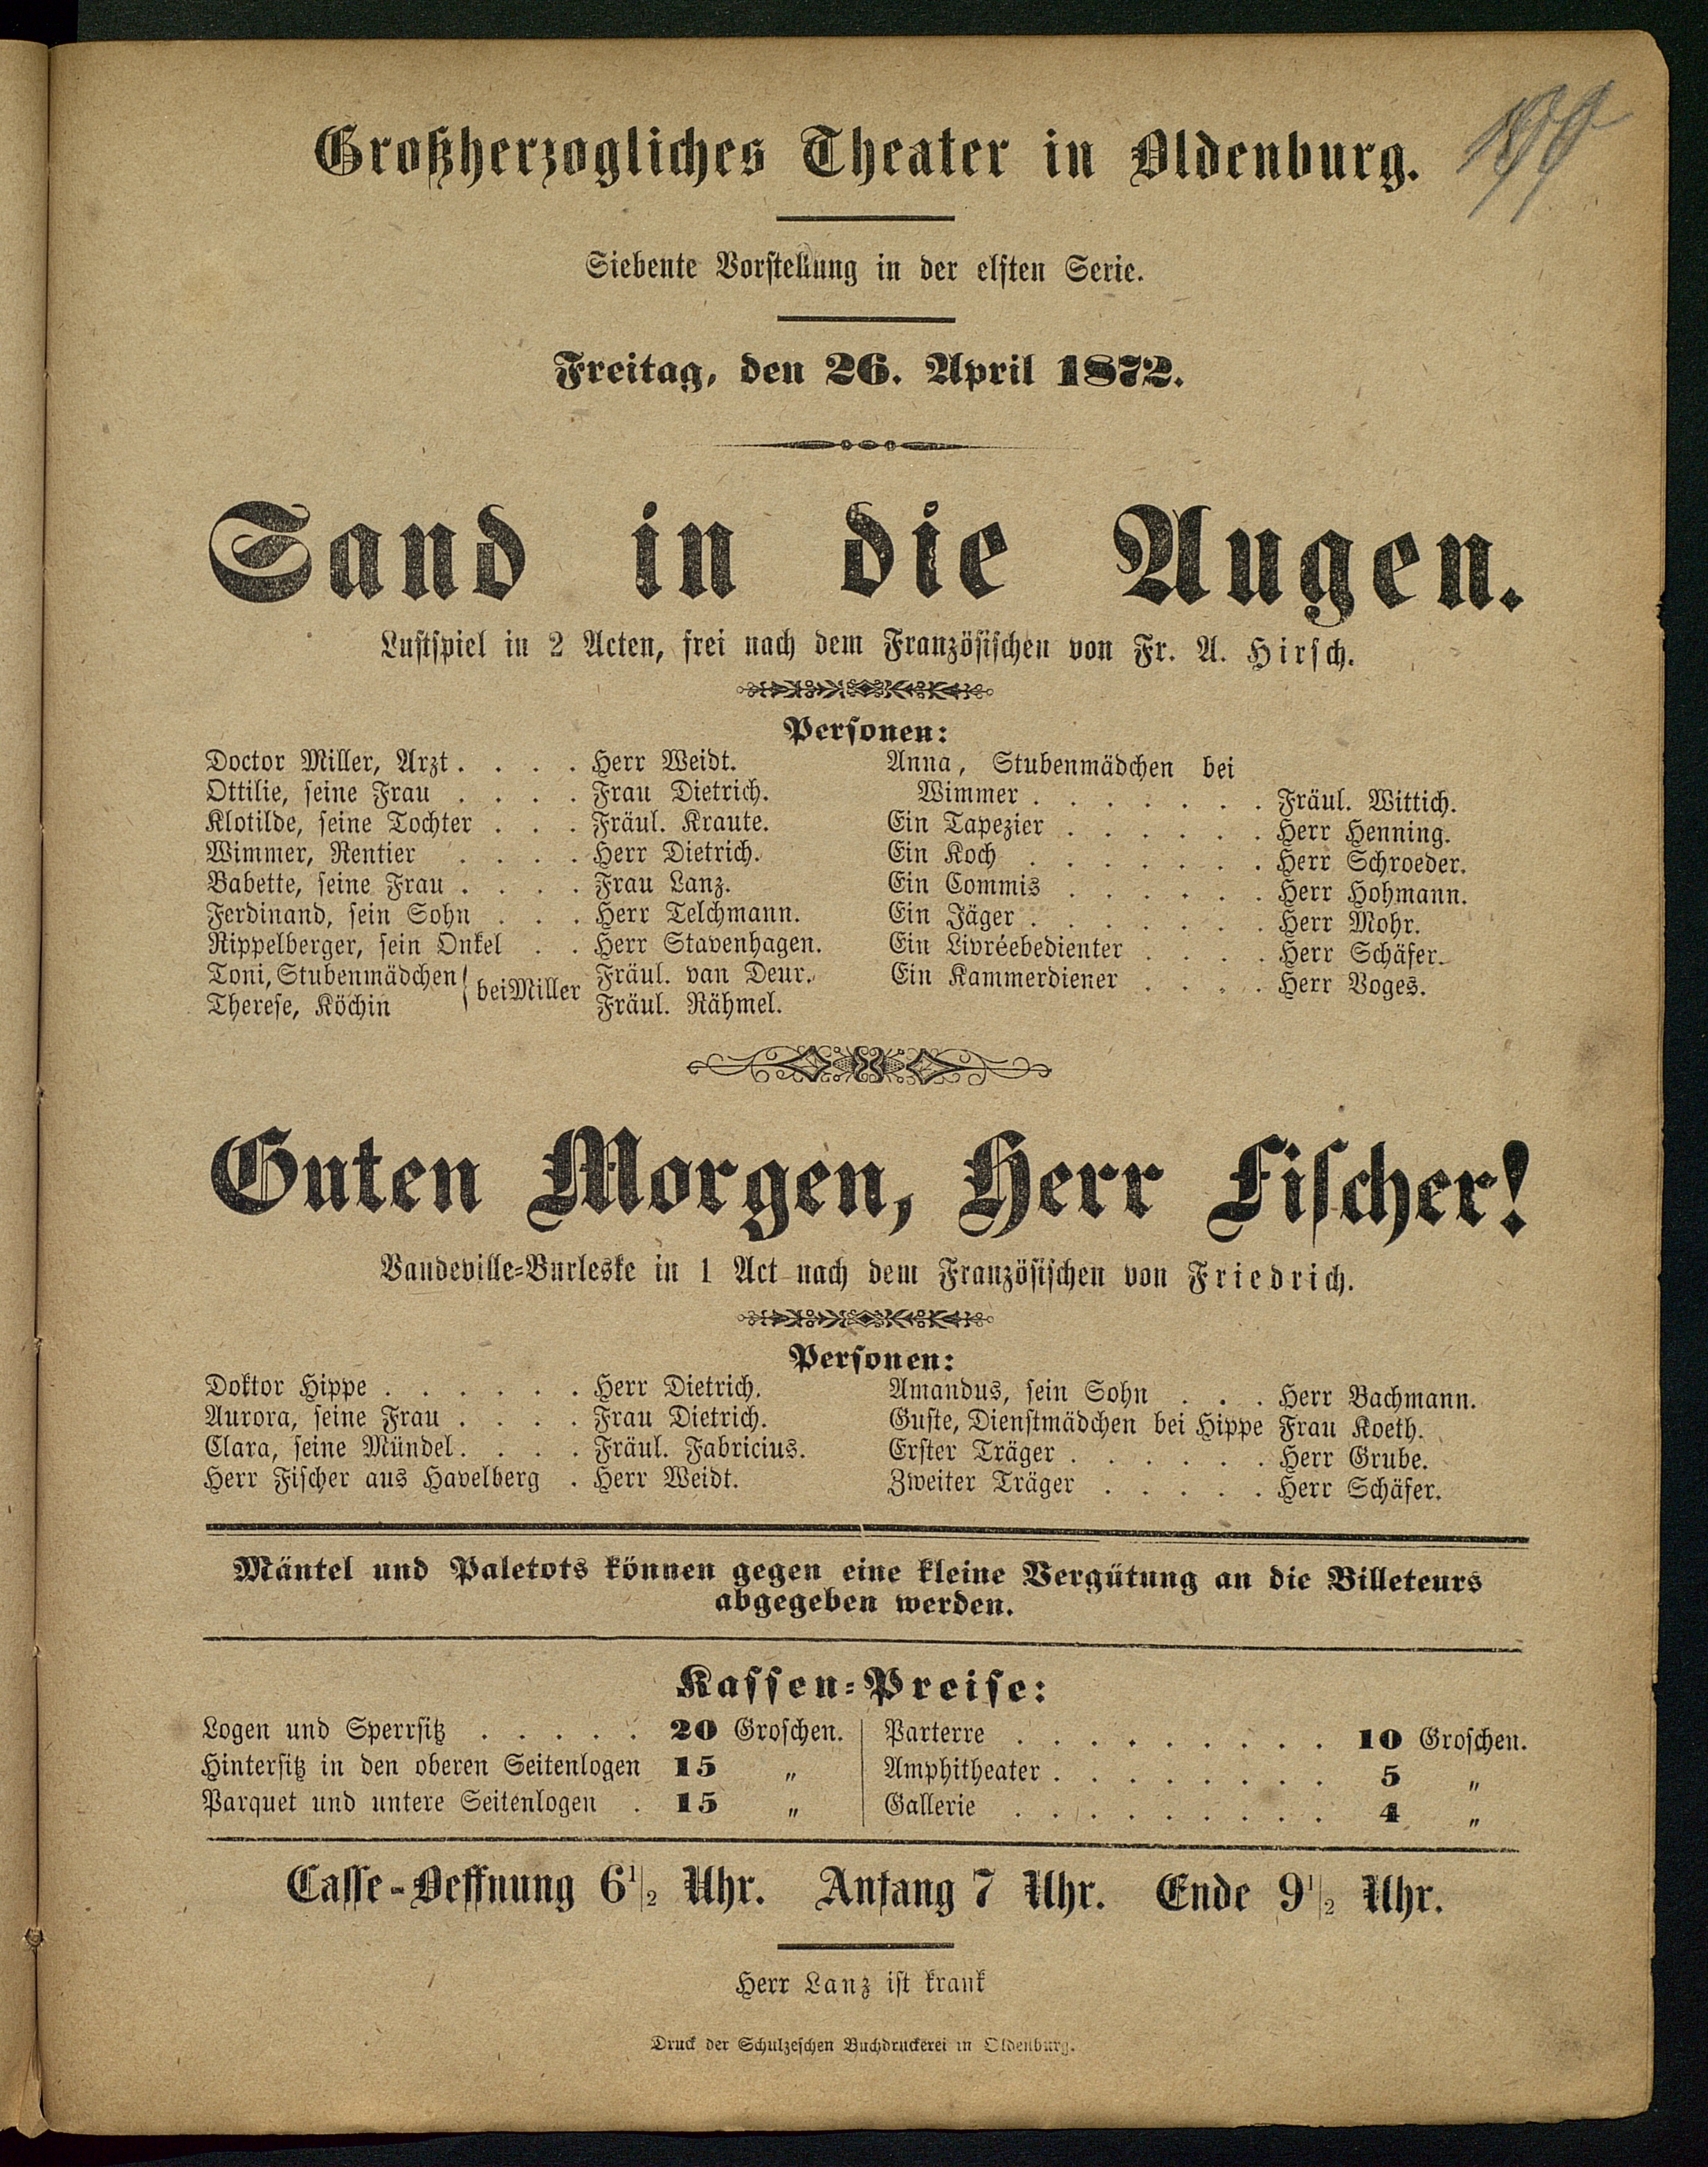 Großherzogliches Theater in Oldenburg.
Siebente Vorstellung in der elften Serie.
Freitag, den 26. April 1872.
Sand in die Augen.
Lustspiel in 2 Acten, frei nach dem Französischen von Fr. A. Hirsch.
Personen:
Doctor Miller, Arzt . . . . Herr Weidt.
Ottilie, seine Frau . . . . Frau Dietrich.
Klotilde, seine Tochter . . . Fräul. Kraute.
Wimmer, Rentier . . . . Herr Dietrich.
Babette, seine Frau . . . . Frau Lanz.
Ferdinand, sein Sohn . . . Herr Telchmann.
Rippelberger, sein Onkel . . Herr Stavenhagen.
Toni, Stubenmädchen } bei Miller Fräul. van Deur.
Therese, Köchin Fräul. Rähmel.
Anna, Stubenmädchen bei
Wimmer . . . . . . . Fräul. Wittich.
Ein Tapezier . . . . . . Herr Henning.
Ein Koch . . . . . . . Herr Schroeder.
Ein Commis . . . . . . Herr Hohmann.
Ein Jäger . . . . . . . Herr Mohr.
Ein Livréebedienter . . . . Herr Schäfer.
Ein Kammerdiener . . . . Herr Voges.
Guten Morgen, Herr Fischer!
Vaudeville-Burleske in 1 Act nach dem Französischen von Friedrich.
Personen:
Doktor Hippe . . . . . . Herr Dietrich.
Aurora, seine Frau . . . . Frau Dietrich.
Clara, seine Mündel . . . . Fräul. Fabricius.
Herr Fischer aus Havelberg . Herr Weidt.
Amandus, sein Sohn . . . Herr Bachmann.
Guste, Dienstmädchen bei Hippe Frau Koeth.
Erster Träger . . . . . . Herr Grube.
Zweiter Träger . . . . . Herr Schäfer.
Mäntel und Paletots können gegen eine kleine Vergütung an die Billeteurs
abgegeben werden.
Kassen-Preise:
Logen und Sperrsitz . . . . . 20 Groschen.
Hintersitz in den oberen Seitenlogen 15 „
Parquet und untere Seitenlogen . 15 „
Parterre . . . . . . . . . 10 Groschen.
Amphitheater . . . . . . . . 5 „
Gallerie . . . . . . . . . 4 „
Casse-Oeffnung 6 1/2 Uhr. Anfang 7 Uhr. Ende 9 1/2 Uhr.
Herr Lanz ist krank
Druck der Schulzeschen Buchdruckerei in Oldenburg.